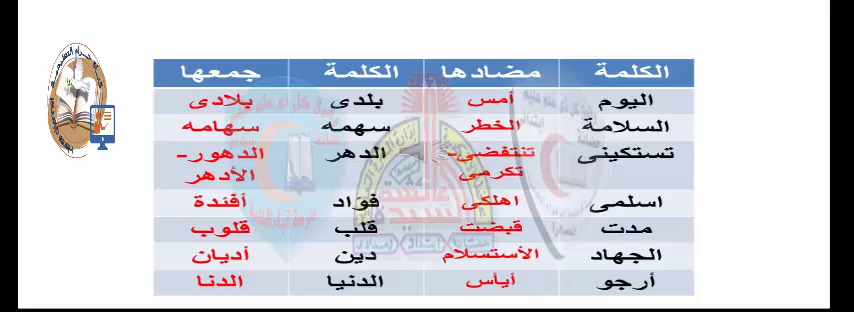 الكلمة مضادها الكلمة جمعها
اليوم أمس بلدى بلادى
السلامة الخطر سهمه سهامه
تستكينى تنتفضى- تكرمى الدهر الدهور- الأدهر
اسلمى اهلكى فؤاد أفئدة
مدت قبضت قلب قلوب
الجهاد الأستسلام دين أديان
أرجو أيأس الدنيا الدنا